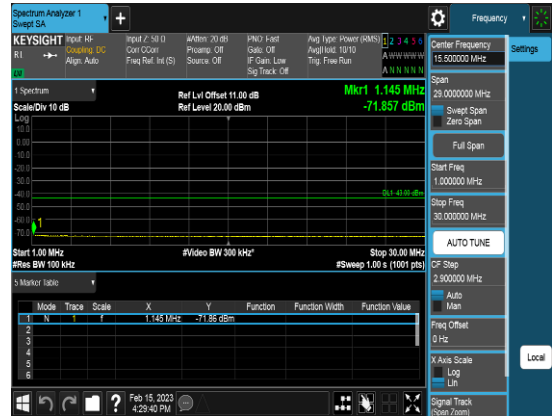 Spectrum Analyzer 1
Swept SA
+
Frequency
KEYSIGHT
R1
Input: RF
Coupling: DC
Align: Auto
Input Z: 50 Ω
Corr CCorr
Freq Ref: Int (S)
#Atten: 20 dB
Preamp: Off
Source: Off
PNO: Fast
Gate: Off
IF Gain: Low
Sig Track: Off
Avg Type: Power (RMS)
Avg|Hold: 10/10
Trig: Free Run
1 2 3 4 5 6
A W W W W W
A N N N N N
LXI
1 Spectrum
Scale/Div 10 dB
Ref Lvl Offset 11.00 dB
Ref Level 20.00 dBm
Mkr1 1.145 MHz
-71.857 dBm
Log
10.0
0.00
-10.0
-20.0
-30.0
-40.0
-50.0
-60.0
-70.0
DL1 -43.00 dBm
1
Start 1.00 MHz
#Res BW 100 kHz
#Video BW 300 kHz*
Stop 30.00 MHz
#Sweep 1.00 s (1001 pts)
5 Marker Table
Mode Trace Scale X Y Function Function Width Function Value
1 N 1 f 1.145 MHz -71.86 dBm
2
3
4
5
6
Feb 15, 2023
4:29:40 PM
Center Frequency
15.500000 MHz
Span
29.0000000 MHz
Swept Span
Zero Span
Full Span
Start Freq
1.000000 MHz
Stop Freq
30.000000 MHz
AUTO TUNE
CF Step
2.900000 MHz
Auto
Man
Freq Offset
0 Hz
X Axis Scale
Log
Lin
Signal Track
(Span Zoom)
Settings
Local